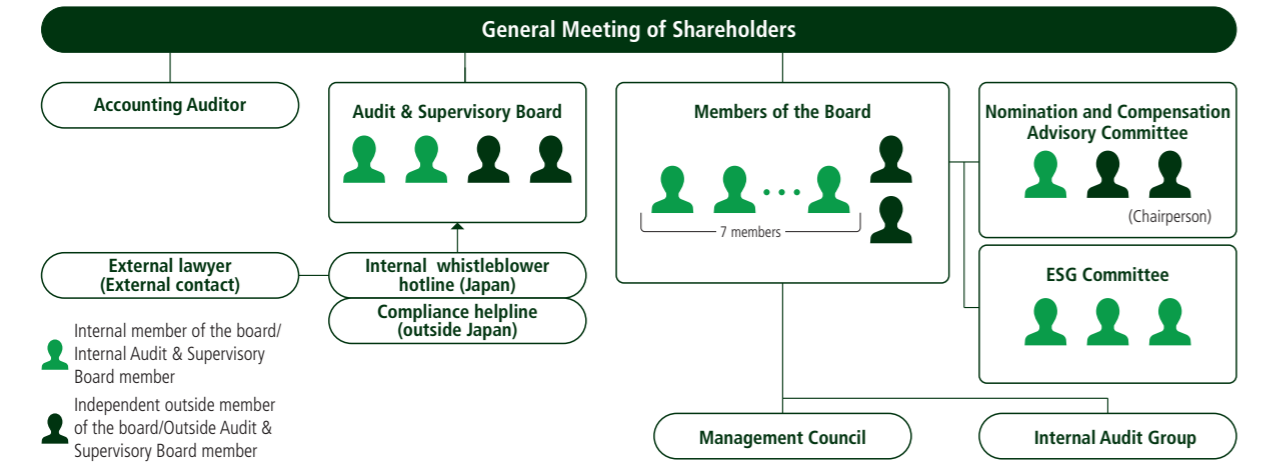 General Meeting of Shareholders
Accounting Auditor
Audit & Supervisory Board
Members of the Board
7 members
Nomination and Compensation
Advisory Committee
(Chairperson)
External lawyer
(External contact)
Internal whistleblower
hotline (Japan)
Compliance helpline
(outside Japan)
ESG Committee
Internal member of the board/
Internal Audit & Supervisory
Board member
Independent outside member
of the board/Outside Audit &
Supervisory Board member
Management Council
Internal Audit Group